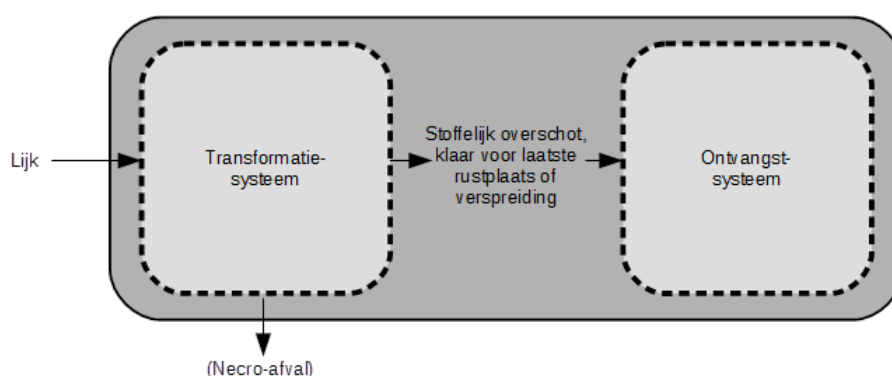 Lijk
Transformatie-
systeem
Stoffelijk overschot,
klaar voor laatste
rustplaats of
verspreiding
Ontvangst-
systeem
(Necro-afval)